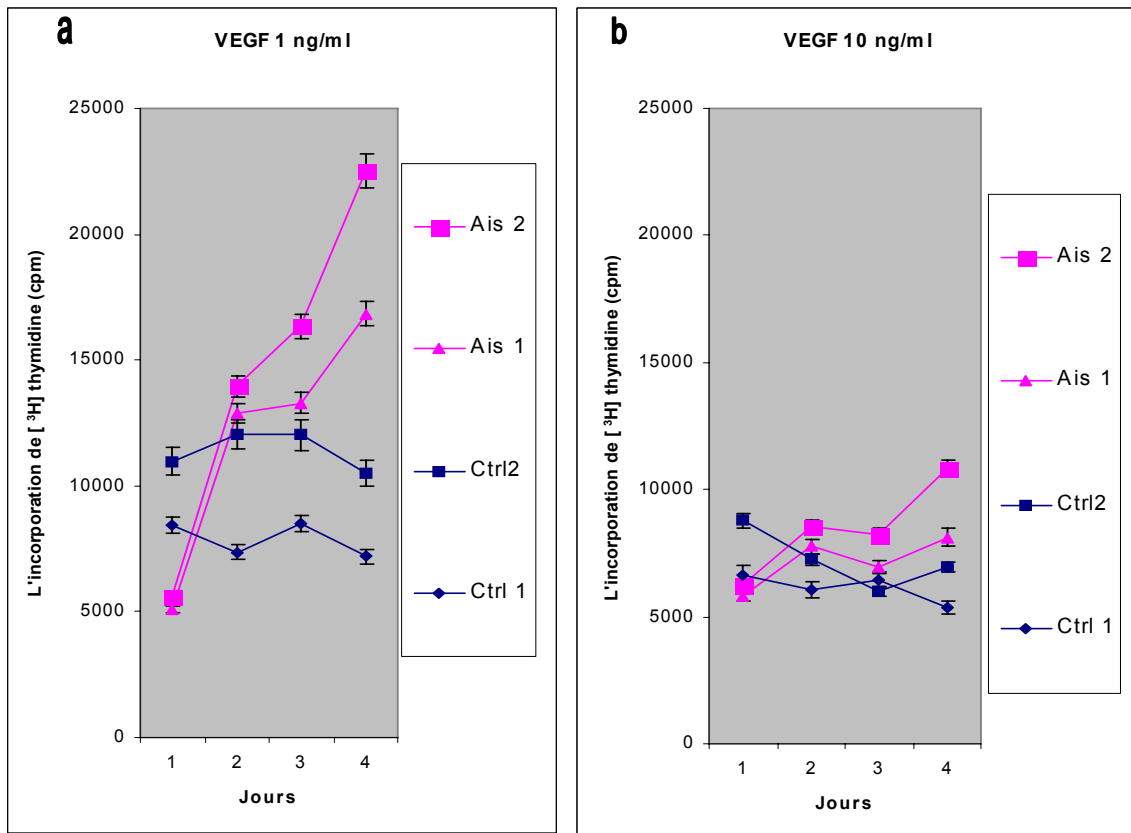 a
VEGF 1 ng/ml
L'incorporation de [ ³H] thymidine (cpm)
25000
20000
15000
10000
5000
0
1 2 3 4
Jours
Ais 2
Ais 1
Ctrl2
Ctrl 1
b
VEGF 10 ng/ml
L'incorporation de [ ³H] thymidine (cpm)
25000
20000
15000
10000
5000
0
1 2 3 4
Jours
Ais 2
Ais 1
Ctrl2
Ctrl 1